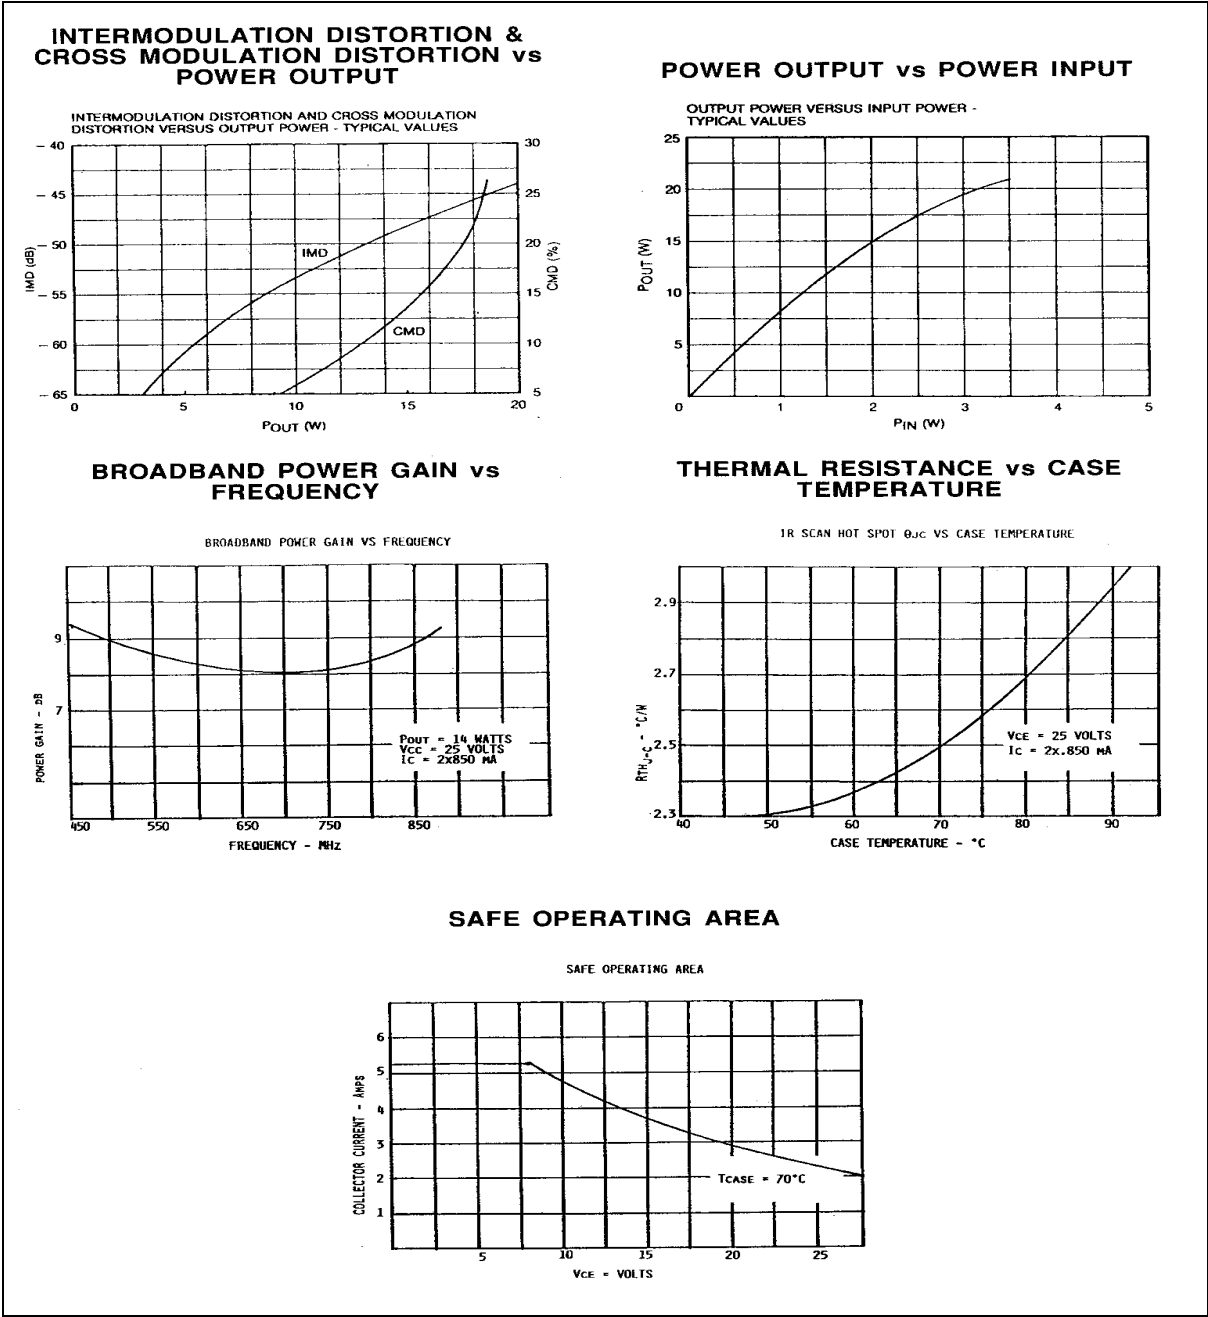 INTERMODULATION DISTORTION &
CROSS MODULATION DISTORTION vs
POWER OUTPUT
INTERMODULATION DISTORTION AND CROSS MODULATION
DISTORTION VERSUS OUTPUT POWER - TYPICAL VALUES
IMD (dB)
– 40
– 45
– 50
– 55
– 60
– 65
30
25
20
15
10
5
CMD (%)
IMD
CMD
0 5 10 15 20
POUT (W)
POWER OUTPUT vs POWER INPUT
OUTPUT POWER VERSUS INPUT POWER -
TYPICAL VALUES
POUT (W)
25
20
15
10
5
0 1 2 3 4 5
PIN (W)
BROADBAND POWER GAIN vs
FREQUENCY
BROADBAND POWER GAIN VS FREQUENCY
POWER GAIN - DB
9
7
POUT = 14 WATTS
VCC = 25 VOLTS
IC = 2X850 MA
450 550 650 750 850
FREQUENCY - MHz
THERMAL RESISTANCE vs CASE
TEMPERATURE
IR SCAN HOT SPOT θJC VS CASE TEMPERATURE
RTHJ-C - °C/W
2.9
2.7
2.5
2.3
VCE = 25 VOLTS
IC = 2X.850 MA
40 50 60 70 80 90
CASE TEMPERATURE - °C
SAFE OPERATING AREA
SAFE OPERATING AREA
COLLECTOR CURRENT - AMPS
6
5
4
3
2
1
TCASE = 70°C
5 10 15 20 25
VCE = VOLTS